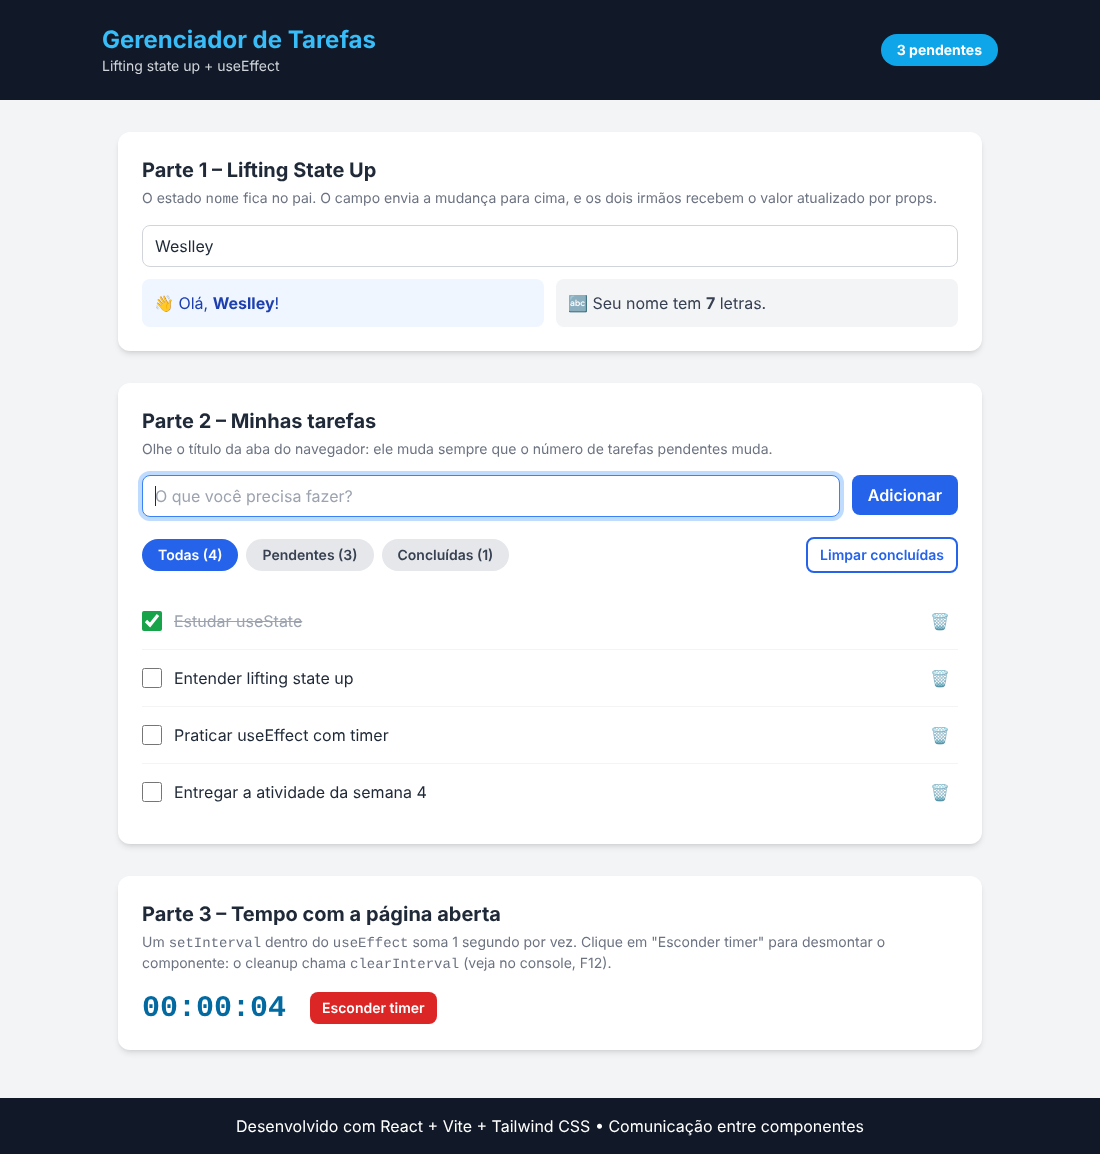 Gerenciador de Tarefas
Lifting state up + useEffect
3 pendentes
Parte 1 – Lifting State Up
O estado nome fica no pai. O campo envia a mudança para cima, e os dois irmãos recebem o valor atualizado por props.
Weslley
👋 Olá, Weslley!
🔤 Seu nome tem 7 letras.
Parte 2 – Minhas tarefas
Olhe o título da aba do navegador: ele muda sempre que o número de tarefas pendentes muda.
O que você precisa fazer?
Adicionar
Todas (4)
Pendentes (3)
Concluídas (1)
Limpar concluídas
Estudar useState
Entender lifting state up
Praticar useEffect com timer
Entregar a atividade da semana 4
Parte 3 – Tempo com a página aberta
Um setInterval dentro do useEffect soma 1 segundo por vez. Clique em "Esconder timer" para desmontar o
componente: o cleanup chama clearInterval (veja no console, F12).
00:00:04
Esconder timer
Desenvolvido com React + Vite + Tailwind CSS • Comunicação entre componentes